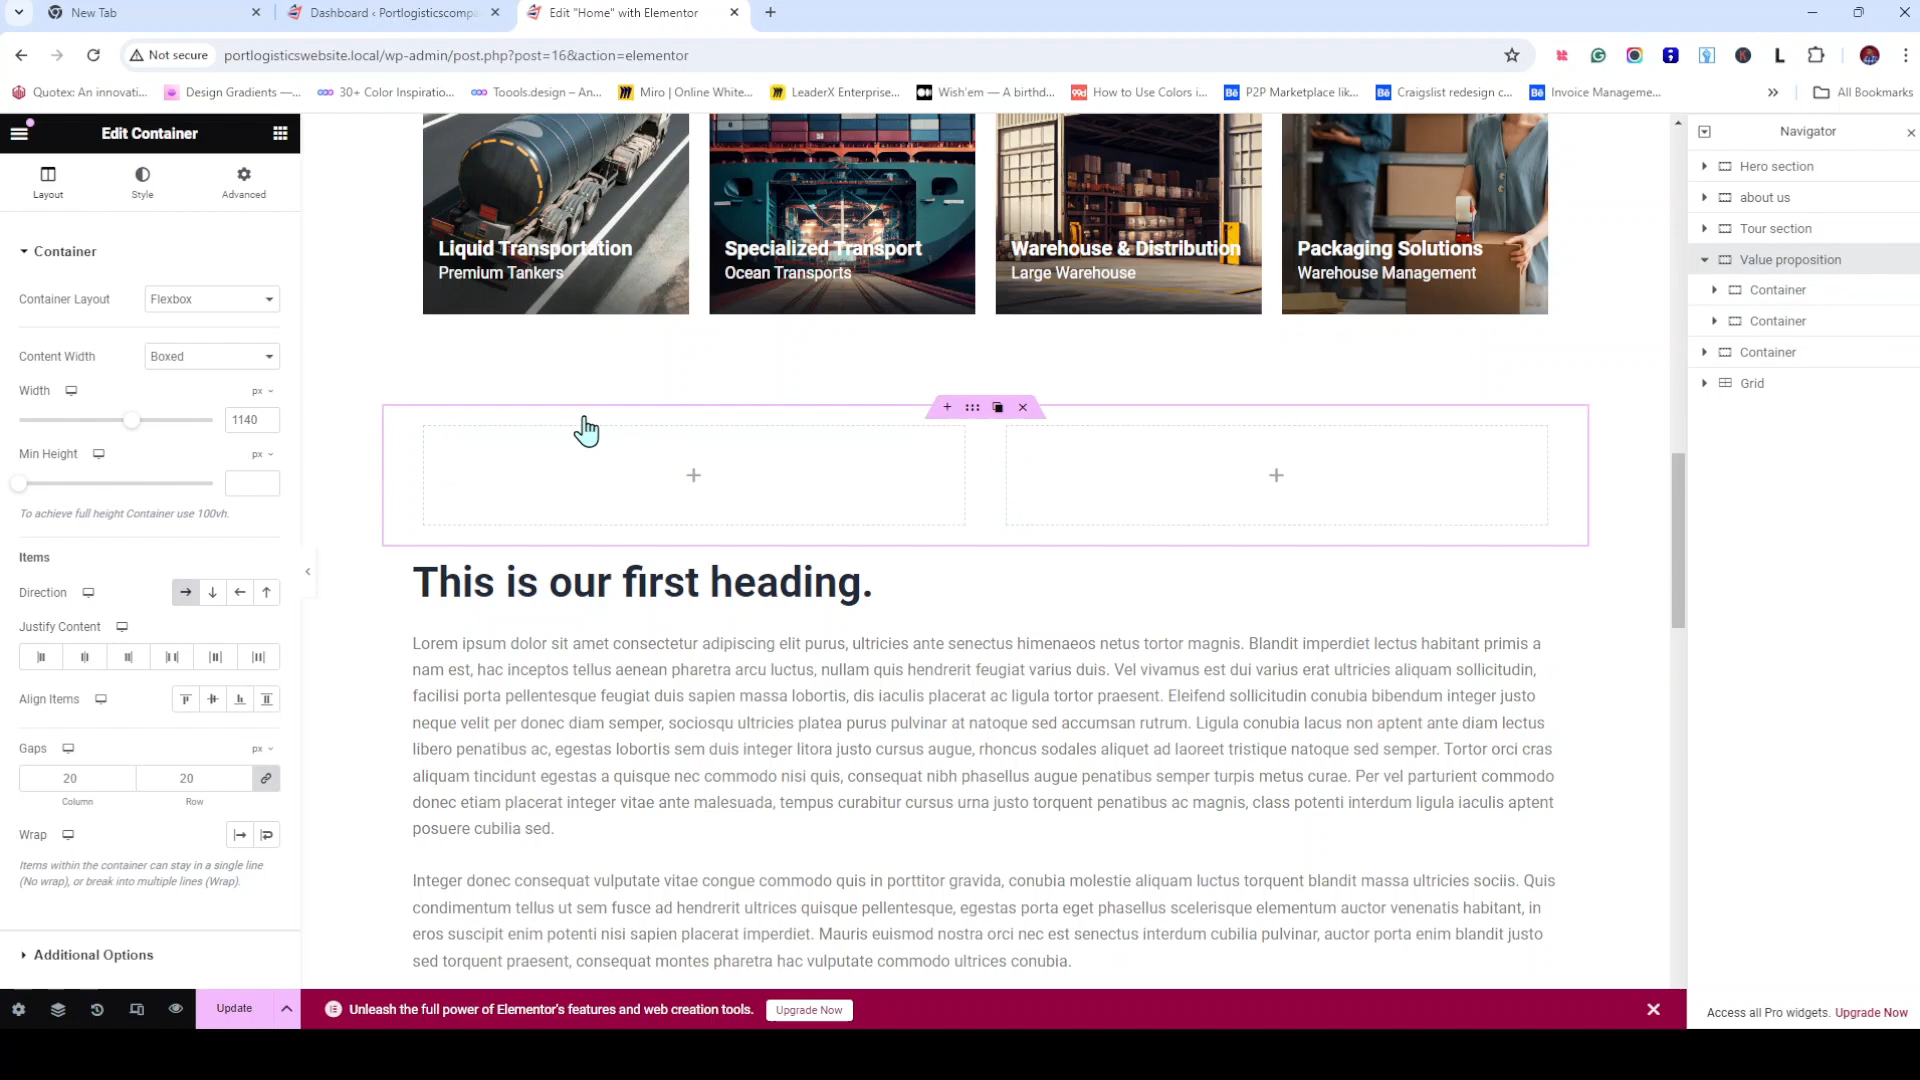 New Tab
Dashboard ‹ Portlogisticscompa
Edit "Home" with Elementor
Not secure
portlogisticswebsite.local/wp-admin/post.php?post=16&action=elementor
Quotex: An innovati...
Design Gradients —...
30+ Color Inspiratio...
Toools.design – An...
Miro | Online White...
LeaderX Enterprise...
Wish'em — A birthd...
How to Use Colors i...
P2P Marketplace lik...
Craigslist redesign c...
Invoice Manageme...
All Bookmarks
Edit Container
Layout
Style
Advanced
Container
Container Layout
Flexbox
Content Width
Boxed
Width
px
1140
Min Height
px
To achieve full height Container use 100vh.
Items
Direction
Justify Content
Align Items
Gaps
px
20
20
Column
Row
Wrap
Items within the container can stay in a single line
(No wrap), or break into multiple lines (Wrap).
Additional Options
Update
Liquid Transportation
Premium Tankers
Specialized Transport
Ocean Transports
Warehouse & Distribution
Large Warehouse
Packaging Solutions
Warehouse Management
This is our first heading.
Lorem ipsum dolor sit amet consectetur adipiscing elit purus, ultricies ante senectus himenaeos netus tortor magnis. Blandit imperdiet lectus habitant primis a
nam est, hac inceptos tellus aenean pharetra arcu luctus, nullam quis hendrerit feugiat varius duis. Vel vivamus est dui varius erat ultricies aliquam sollicitudin,
facilisi porta pellentesque feugiat duis sapien massa lobortis, dis iaculis placerat ac ligula tortor praesent. Eleifend sollicitudin conubia bibendum integer justo
neque velit per donec diam semper, sociosqu ultricies platea purus pulvinar at natoque sed accumsan rutrum. Ligula conubia lacus non aptent ante diam lectus
libero penatibus ac, egestas lobortis sem duis integer litora justo cursus augue, rhoncus sodales aliquet ad laoreet tristique natoque sed semper. Tortor orci cras
aliquam tincidunt egestas a quisque nec commodo nisi quis, consequat nibh phasellus augue penatibus semper turpis metus curae. Per vel parturient commodo
donec etiam placerat integer vitae ante malesuada, tempus curabitur cursus urna justo torquent penatibus ac magnis, class potenti interdum ligula iaculis aptent
posuere cubilia sed.
Integer donec consequat vulputate vitae congue commodo quis in porttitor gravida, conubia molestie aliquam luctus torquent blandit massa ultricies sociis. Quis
condimentum tellus ut sem fusce ad hendrerit ultrices quisque pellentesque, egestas porta eget phasellus scelerisque elementum auctor venenatis habitant, in
eros suscipit enim potenti nisi sapien placerat imperdiet. Mauris euismod nostra orci nec est senectus interdum cubilia pulvinar, auctor porta enim blandit justo
sed torquent praesent, consequat montes pharetra hac vulputate commodo ultrices conubia.
Unleash the full power of Elementor's features and web creation tools.
Upgrade Now
Navigator
Hero section
about us
Tour section
Value proposition
Container
Container
Container
Grid
Access all Pro widgets. Upgrade Now